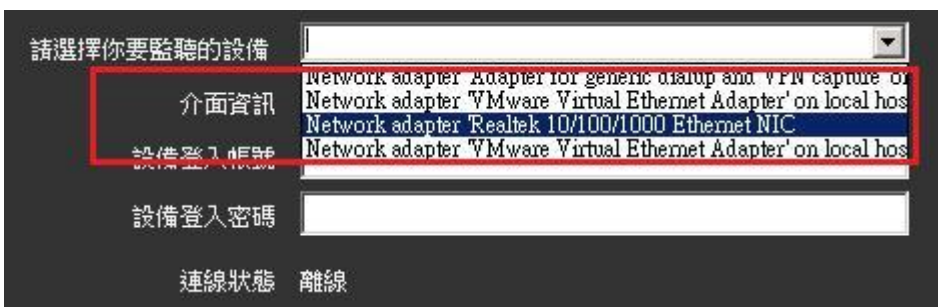 請選擇你要監聽的設備
Network adapter 'Adapter for generic dialup and VPN capture' o
介面資訊
Network adapter 'VMware Virtual Ethernet Adapter' on local hos
Network adapter 'Realtek 10/100/1000 Ethernet NIC
Network adapter 'VMware Virtual Ethernet Adapter' on local hos
設備登入帳號
設備登入密碼
連線狀態 離線